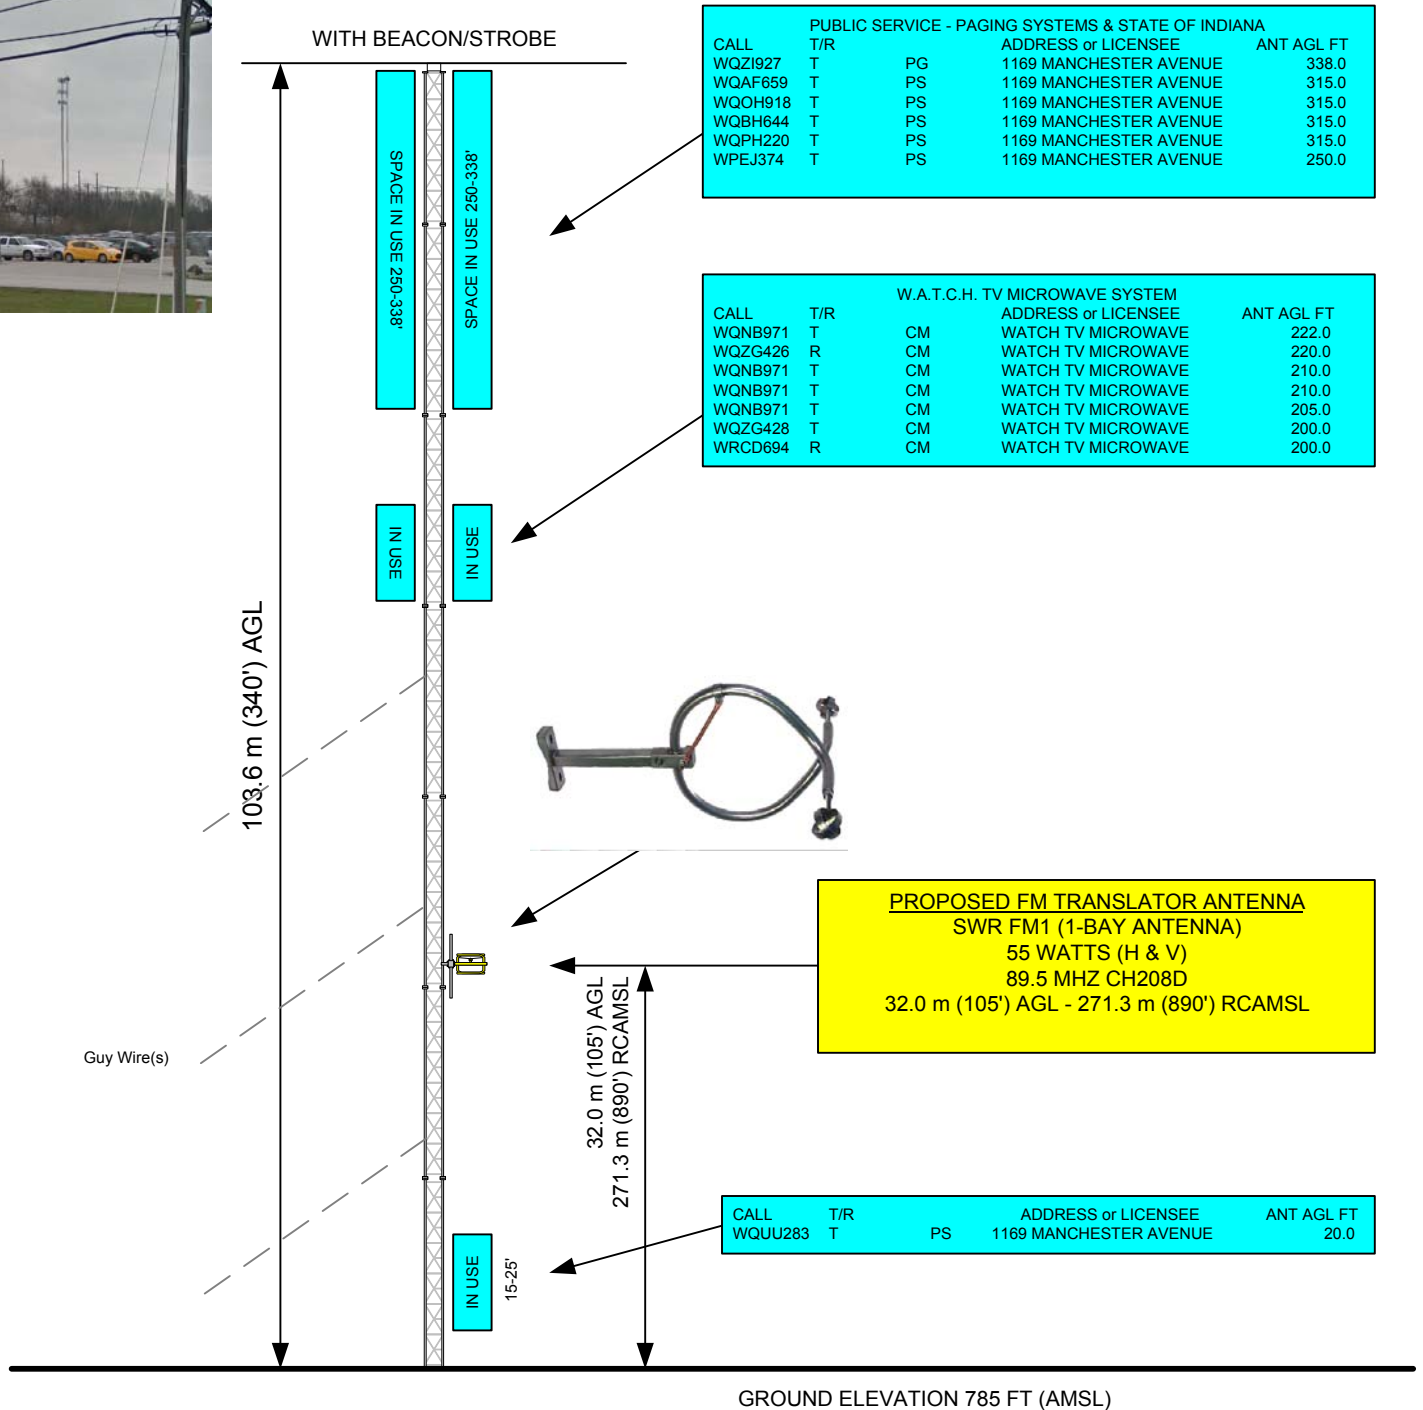 WITH BEACON/STROBE
PUBLIC SERVICE - PAGING SYSTEMS & STATE OF INDIANA
CALL T/R ADDRESS or LICENSEE ANT AGL FT
WQZI927 T PG 1169 MANCHESTER AVENUE 338.0
WQAF659 T PS 1169 MANCHESTER AVENUE 315.0
WQOH918 T PS 1169 MANCHESTER AVENUE 315.0
WQBH644 T PS 1169 MANCHESTER AVENUE 315.0
WQPH220 T PS 1169 MANCHESTER AVENUE 315.0
WPEJ374 T PS 1169 MANCHESTER AVENUE 250.0
SPACE IN USE 250-338'
SPACE IN USE 250-338'
W.A.T.C.H. TV MICROWAVE SYSTEM
CALL T/R ADDRESS or LICENSEE ANT AGL FT
WQNB971 T CM WATCH TV MICROWAVE 222.0
WQZG426 R CM WATCH TV MICROWAVE 220.0
WQNB971 T CM WATCH TV MICROWAVE 210.0
WQNB971 T CM WATCH TV MICROWAVE 210.0
WQNB971 T CM WATCH TV MICROWAVE 205.0
WQZG428 T CM WATCH TV MICROWAVE 200.0
WRCD694 R CM WATCH TV MICROWAVE 200.0
IN USE
IN USE
103.6 m (340') AGL
PROPOSED FM TRANSLATOR ANTENNA
SWR FM1 (1-BAY ANTENNA)
55 WATTS (H & V)
89.5 MHZ CH208D
32.0 m (105') AGL - 271.3 m (890') RCAMSL
32.0 m (105') AGL
271.3 m (890') RCAMSL
Guy Wire(s)
CALL T/R ADDRESS or LICENSEE ANT AGL FT
WQUU283 T PS 1169 MANCHESTER AVENUE 20.0
IN USE
15-25'
GROUND ELEVATION 785 FT (AMSL)